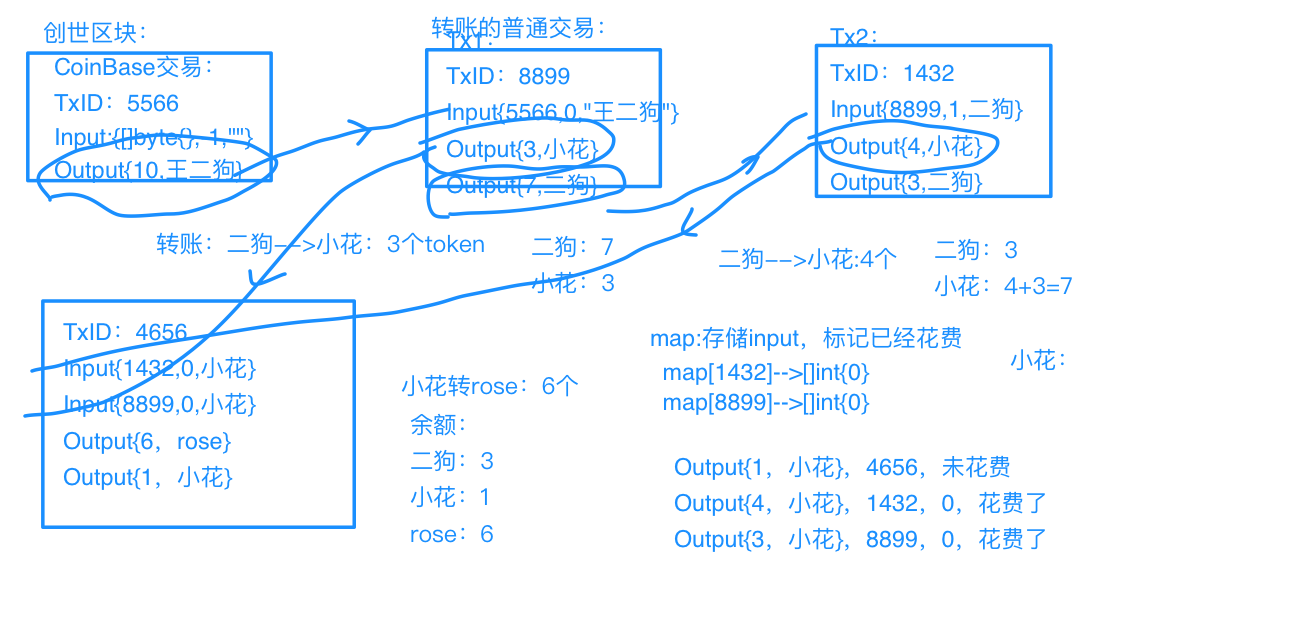 创世区块：
CoinBase交易：
TxID：5566
Input:{[]byte{}, 1,""}
Output{10,王二狗}
转账的普通交易：
Tx1：
TxID：8899
Input{5566,0,"王二狗"}
Output{3,小花}
Output{7,二狗}
Tx2：
TxID：1432
Input{8899,1,二狗}
Output{4,小花}
Output{3,二狗}
转账：二狗-->小花：3个token
二狗：7
小花：3
二狗-->小花:4个
二狗：3
小花：4+3=7
TxID：4656
Input{1432,0,小花}
Input{8899,0,小花}
Output{6，rose}
Output{1，小花}
小花转rose：6个
余额：
二狗：3
小花：1
rose：6
map:存储input，标记已经花费
map[1432]-->[]int{0}
map[8899]-->[]int{0}
小花：
Output{1，小花}，4656，未花费
Output{4，小花}，1432，0，花费了
Output{3，小花}，8899，0，花费了